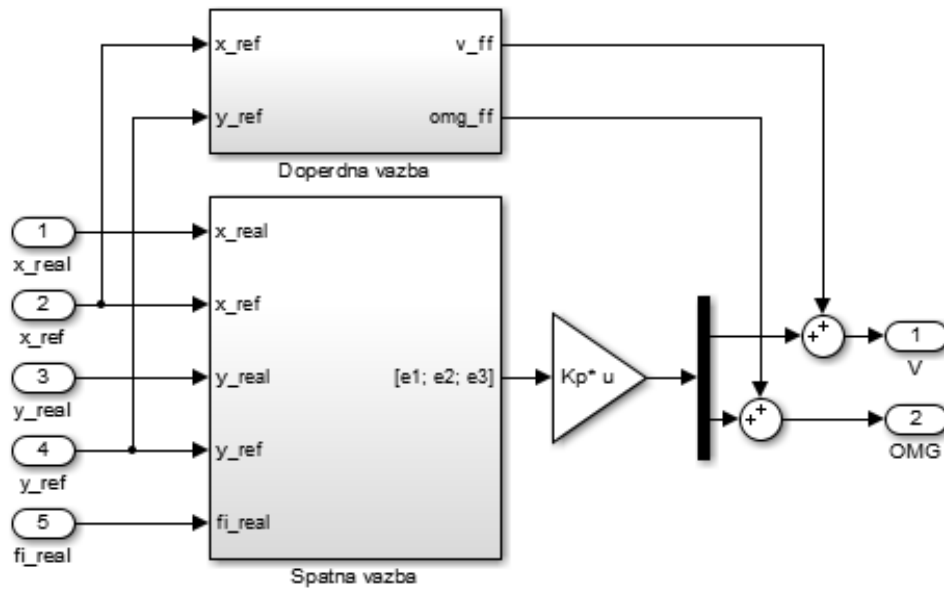 x_ref
v_ff
y_ref
omg_ff
Doperdna vazba
1
x_real
2
x_ref
3
y_real
4
y_ref
5
fi_real
x_real
x_ref
y_real
[e1; e2; e3]
y_ref
fi_real
Spatna vazba
Kp* u
+
+
+
+
1
V
2
OMG